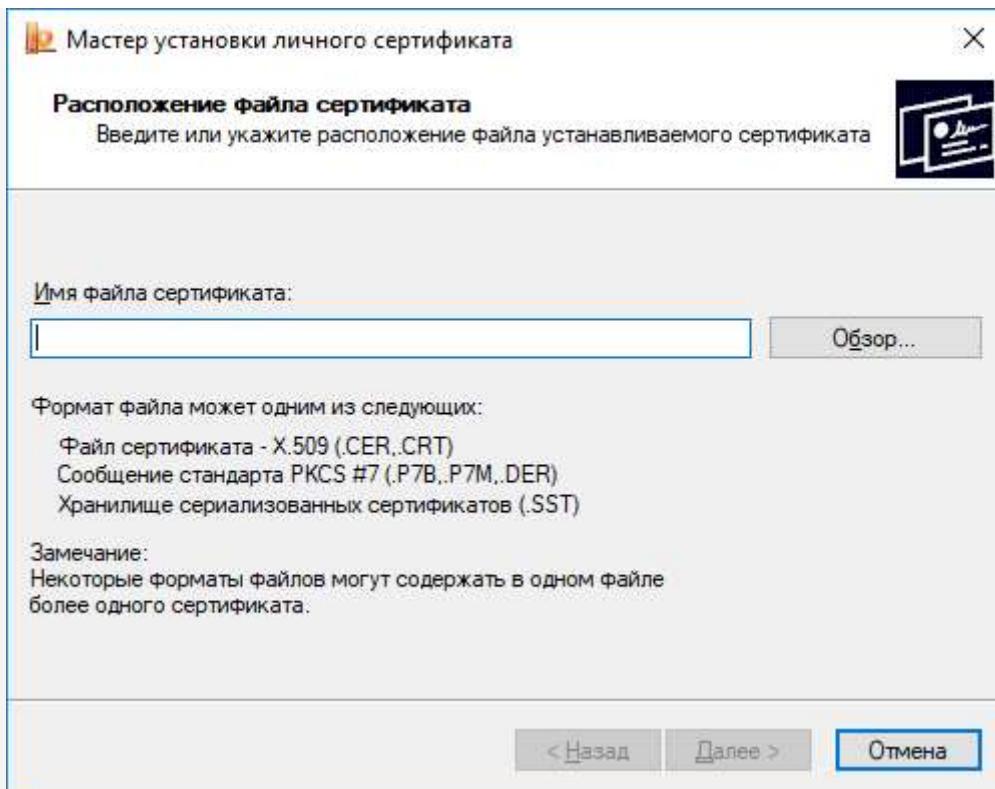 Мастер установки личного сертификата
Расположение файла сертификата
Введите или укажите расположение файла устанавливаемого сертификата
Имя файла сертификата:
Обзор...
Формат файла может одним из следующих:
Файл сертификата - X.509 (.CER,.CRT)
Сообщение стандарта PKCS #7 (.P7B,.P7M,.DER)
Хранилище сериализованных сертификатов (.SST)
Замечание:
Некоторые форматы файлов могут содержать в одном файле
более одного сертификата.
< Назад
Далее >
Отмена